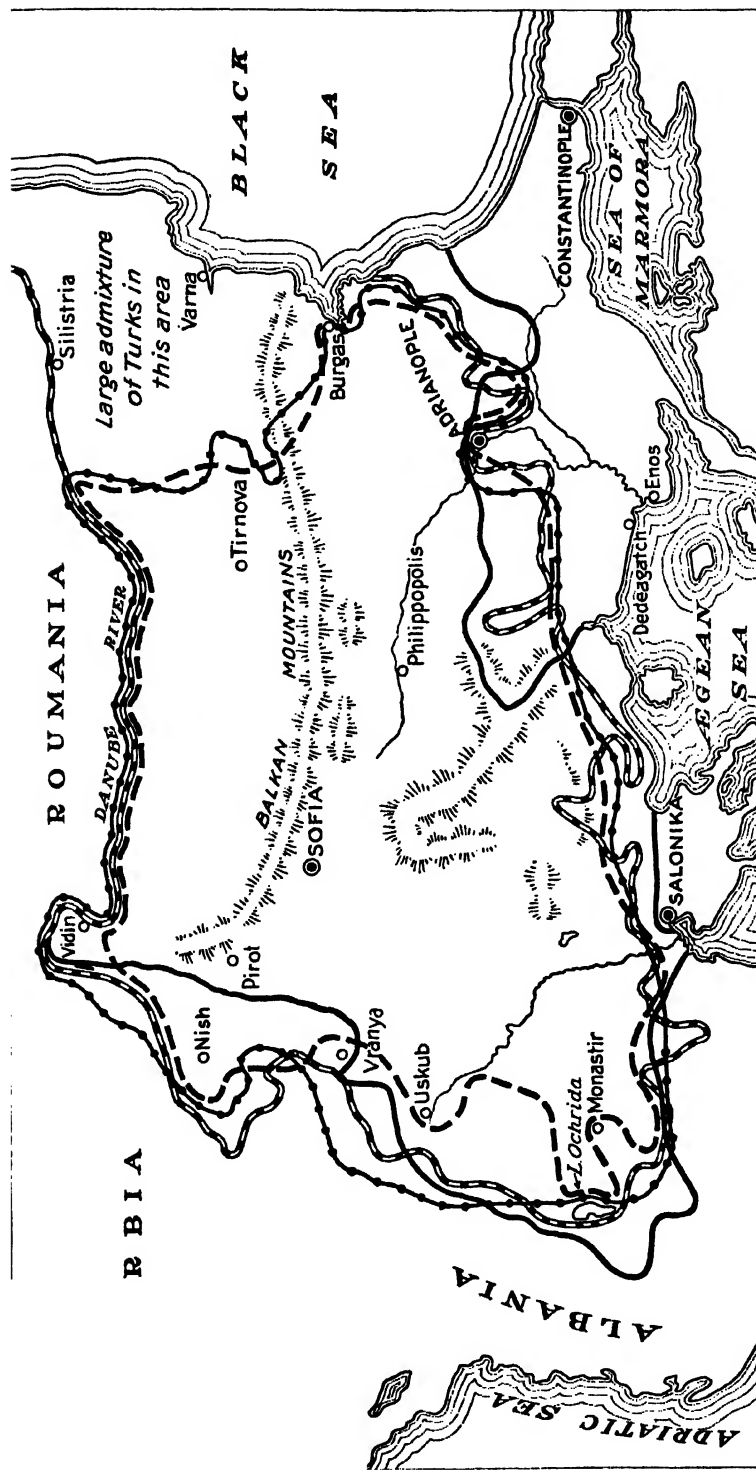 ROUMANIA
RBIA
DANUBE
RIVER
Silistria
Large admixture
of Turks in
this area
Varna
BLACK
SEA
Vidin
Nish
Pirot
Tirnova
BALKAN
MOUNTAINS
SOFIA
Burgas
Vranya
Uskub
Philippopolis
ADRIANOPLE
CONSTANTINOPLE
SEA OF
MARMORA
ALBANIA
L. Ochrida
Monastir
SALONIKA
Dedeagatch
Enos
ÆGEAN
SEA
ADRIATIC SEA